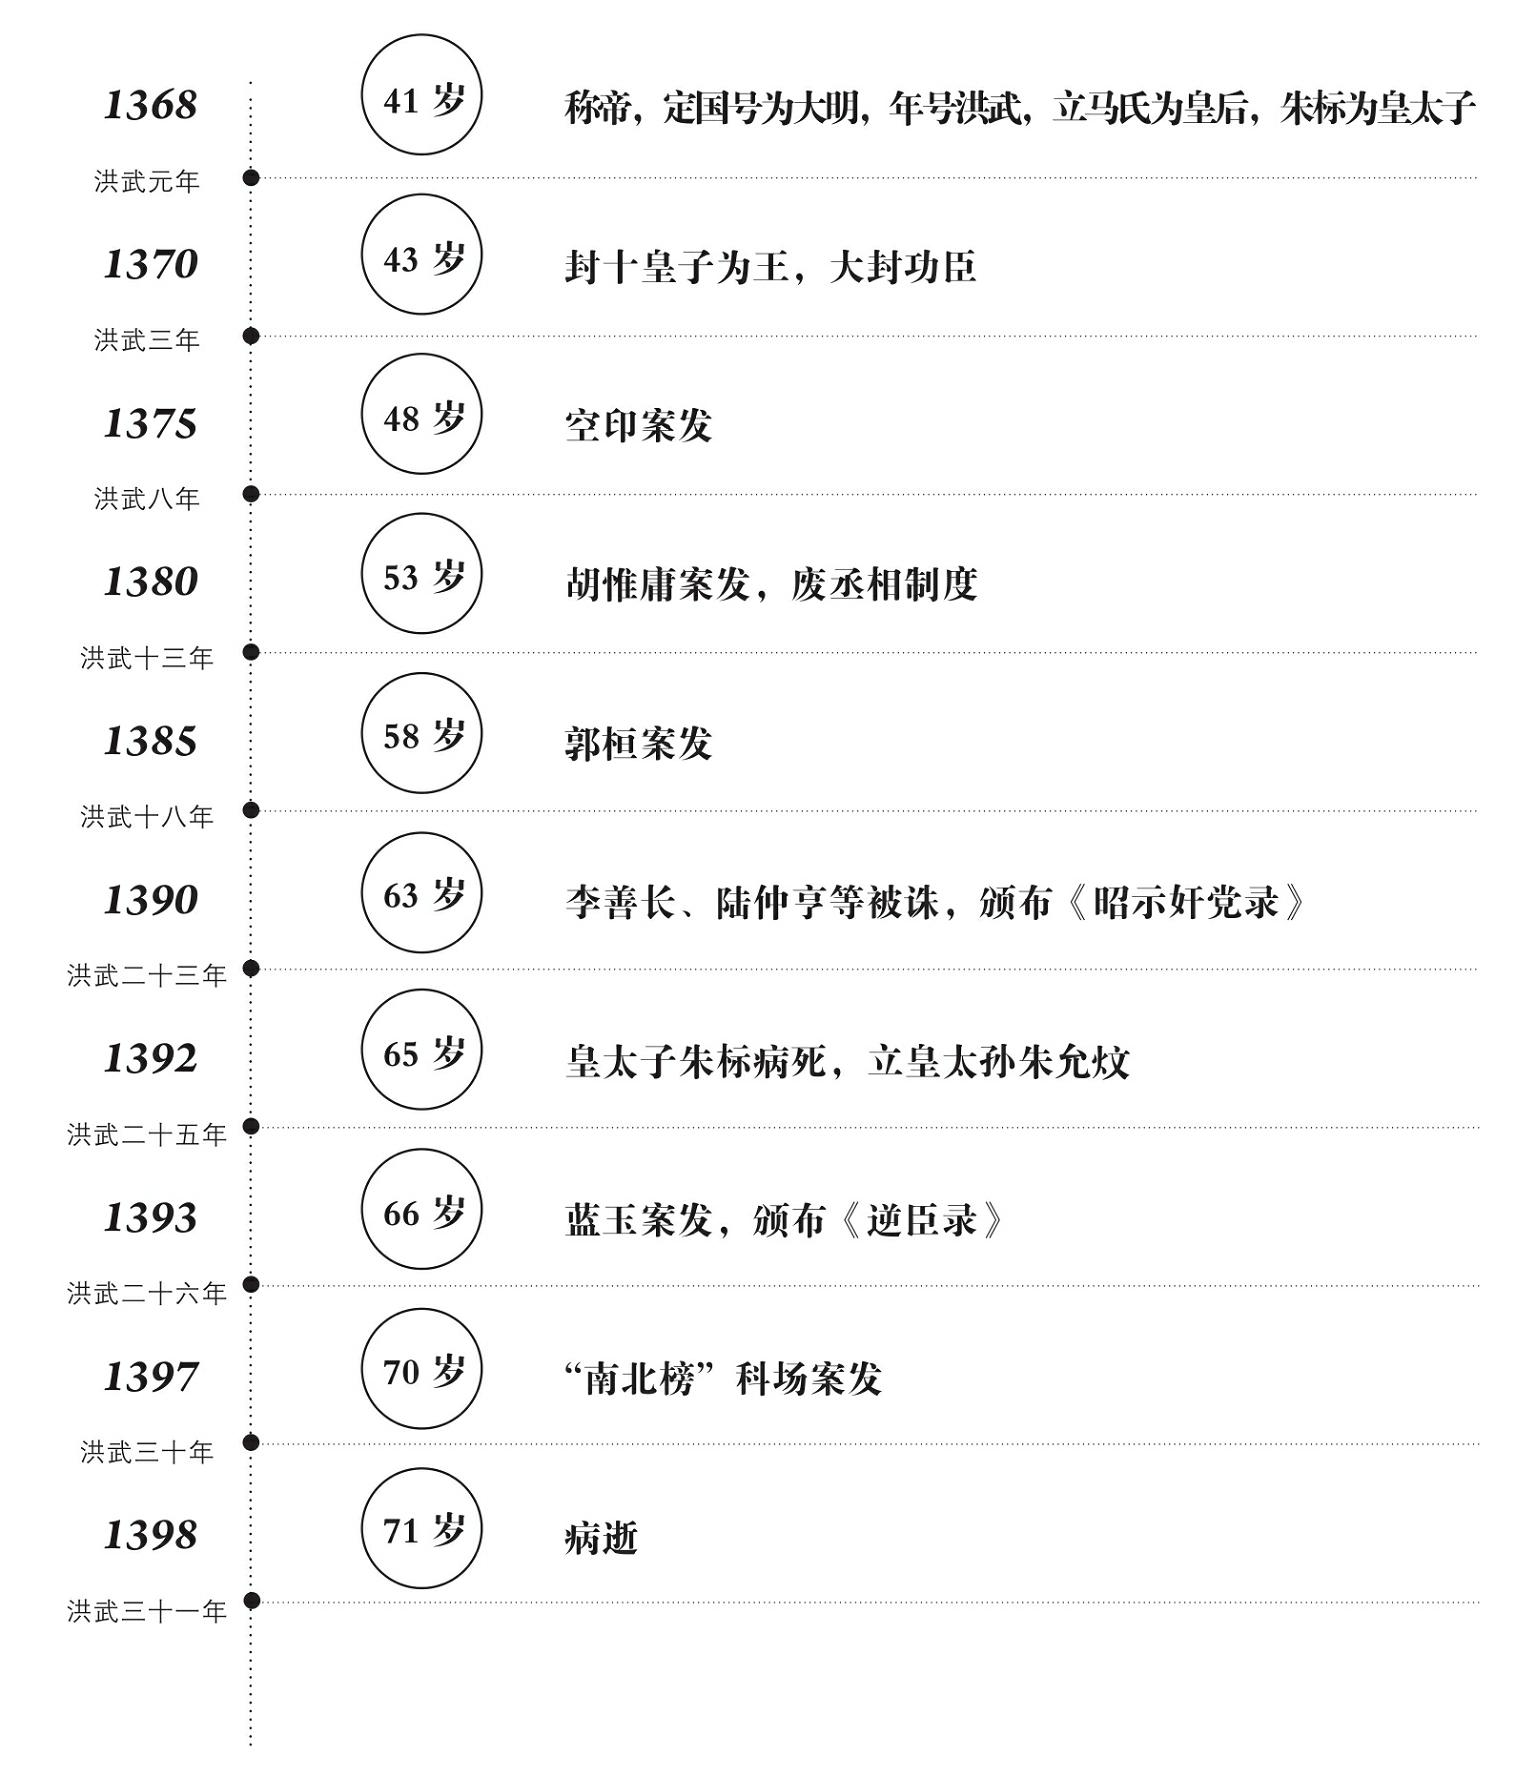 1368
41 岁
称帝，定国号为大明，年号洪武，立马氏为皇后，朱标为皇太子
洪武元年
1370
43 岁
封十皇子为王，大封功臣
洪武三年
1375
48 岁
空印案发
洪武八年
1380
53 岁
胡惟庸案发，废丞相制度
洪武十三年
1385
58 岁
郭桓案发
洪武十八年
1390
63 岁
李善长、陆仲亨等被诛，颁布《昭示奸党录》
洪武二十三年
1392
65 岁
皇太子朱标病死，立皇太孙朱允炆
洪武二十五年
1393
66 岁
蓝玉案发，颁布《逆臣录》
洪武二十六年
1397
70 岁
“南北榜”科场案发
洪武三十年
1398
71 岁
病逝
洪武三十一年